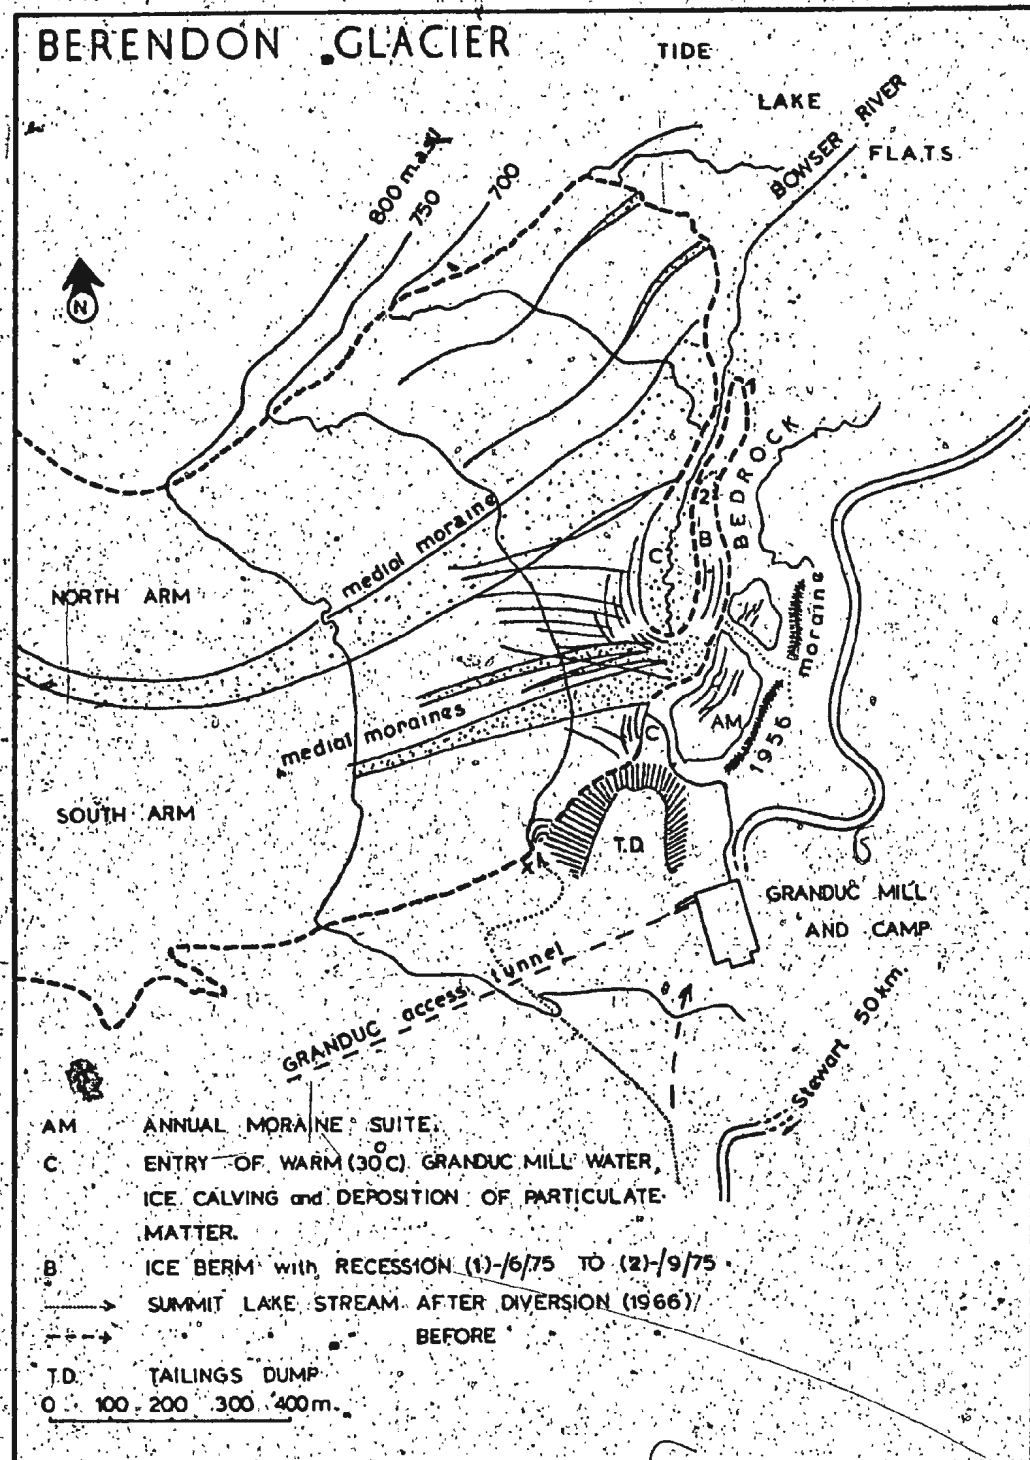 BERENDON GLACIER
TIDE
LAKE
FLATS
BOWSER RIVER
800 m.a.s.l
750
700
N
BEDROCK
1
2
B
C
medial moraine
NORTH ARM
moraine
1956
AM
medial moraines
C
SOUTH ARM
T.D.
X
GRANDUC MILL
AND CAMP
GRANDUC access tunnel
Stewart 50 km.
AM ANNUAL MORAINE SUITE.
C ENTRY OF WARM (30°C) GRANDUC MILL WATER,
ICE CALVING and DEPOSITION OF PARTICULATE
MATTER.
B ICE BERM with RECESSION (1)-/6/75 TO (2)-/9/75
SUMMIT LAKE STREAM AFTER DIVERSION (1966)
BEFORE
T.D. TAILINGS DUMP
0 100 200 300 400 m.